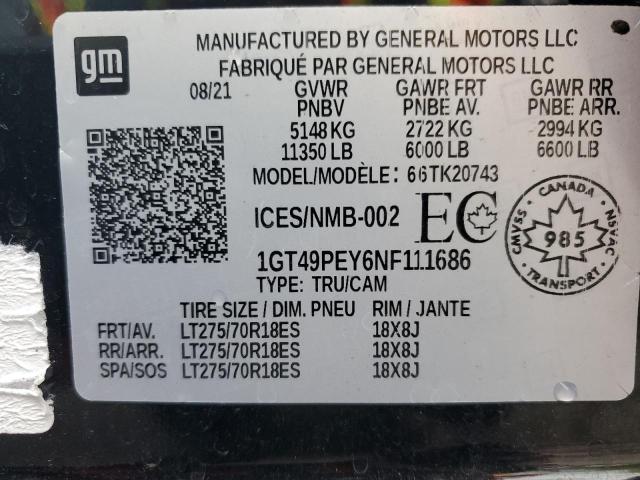 gm
MANUFACTURED BY GENERAL MOTORS LLC
FABRIQUÉ PAR GENERAL MOTORS LLC
08/21 GVWR GAWR FRT GAWR RR
PNBV PNBE AV. PNBE ARR.
5148 KG 2722 KG 2994 KG
11350 LB 6000 LB 6600 LB
MODEL/MODÈLE: 66TK20743
ICES/NMB-002 EC
CANADA
CMVSS 985 NSVAC
TRANSPORT
1GT49PEY6NF111686
TYPE: TRU/CAM
TIRE SIZE / DIM. PNEU RIM / JANTE
FRT/AV. LT275/70R18ES 18X8J
RR/ARR. LT275/70R18ES 18X8J
SPA/SOS LT275/70R18ES 18X8J